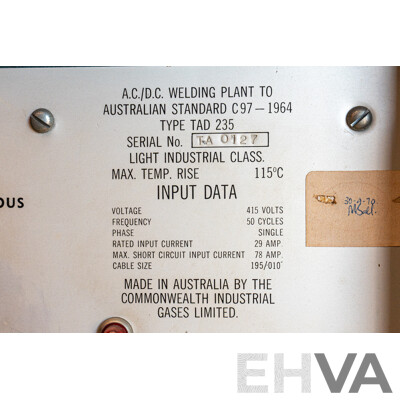 A.C./D.C. WELDING PLANT TO
AUSTRALIAN STANDARD C97—1964
TYPE TAD 235
SERIAL No. TA 0127
LIGHT INDUSTRIAL CLASS.
MAX. TEMP. RISE 115°C
INPUT DATA
VOLTAGE 415 VOLTS
FREQUENCY 50 CYCLES
PHASE SINGLE
RATED INPUT CURRENT 29 AMP.
MAX. SHORT CIRCUIT INPUT CURRENT 78 AMP.
CABLE SIZE 195/010"
MADE IN AUSTRALIA BY THE
COMMONWEALTH INDUSTRIAL
GASES LIMITED.
OUS
EHVA